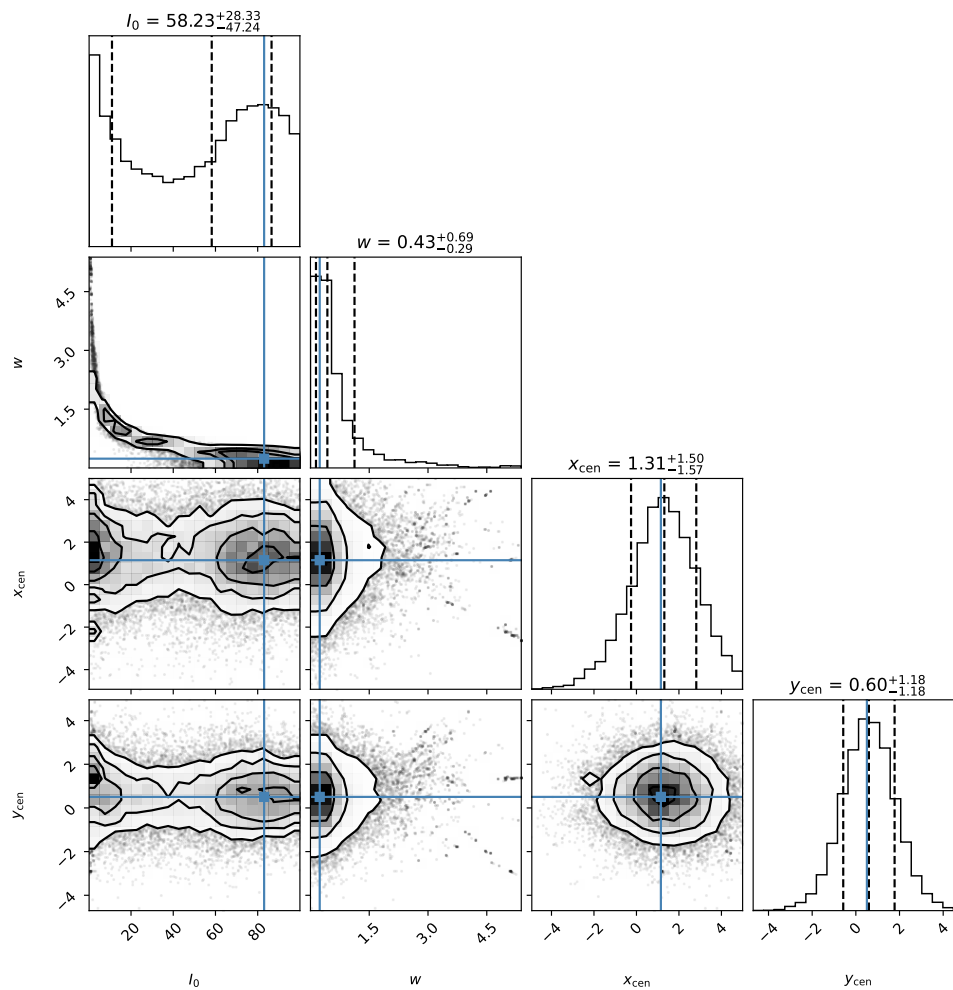 I₀ = 58.23+28.33−47.24
w = 0.43+0.69−0.29
4.5
3.0
1.5
w
x_cen = 1.31+1.50−1.57
4
2
0
−2
−4
x_cen
y_cen = 0.60+1.18−1.18
4
2
0
−2
−4
y_cen
20 40 60 80 1.5 3.0 4.5 −4 −2 0 2 4 −4 −2 0 2 4
I₀ w x_cen y_cen